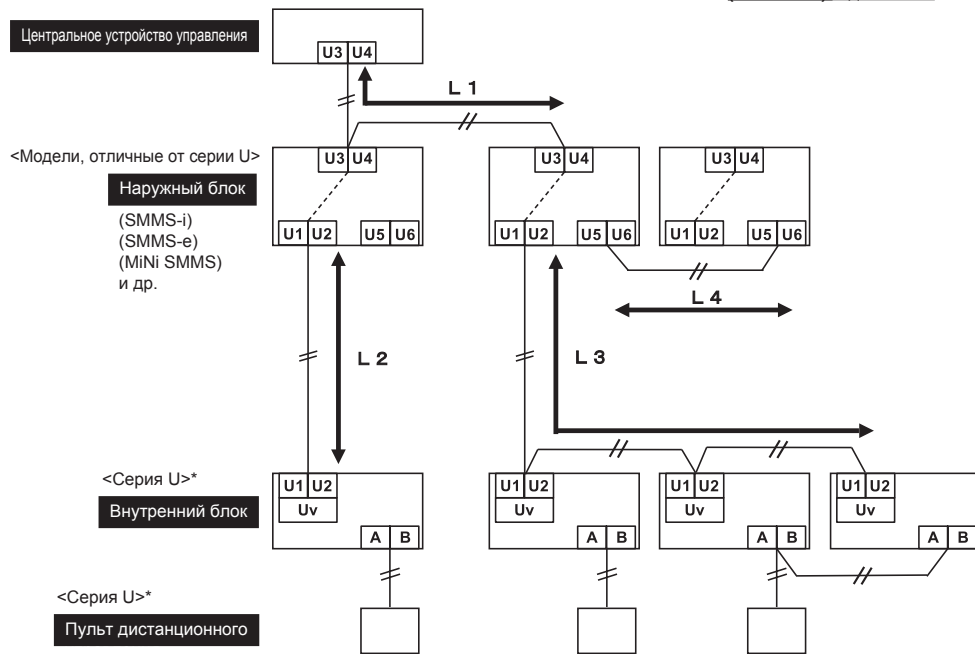 Центральное устройство управления
U3 U4
L 1
<Модели, отличные от серии U>
U3 U4
U3 U4
U3 U4
Наружный блок
(SMMS-i)
(SMMS-e)
(MiNi SMMS)
и др.
U1 U2
U5 U6
U1 U2
U5 U6
U1 U2
U5 U6
L 4
L 2
L 3
<Серия U>*
Внутренний блок
U1 U2
Uv
A B
U1 U2
Uv
A B
U1 U2
Uv
A B
U1 U2
Uv
A B
<Серия U>*
Пульт дистанционного